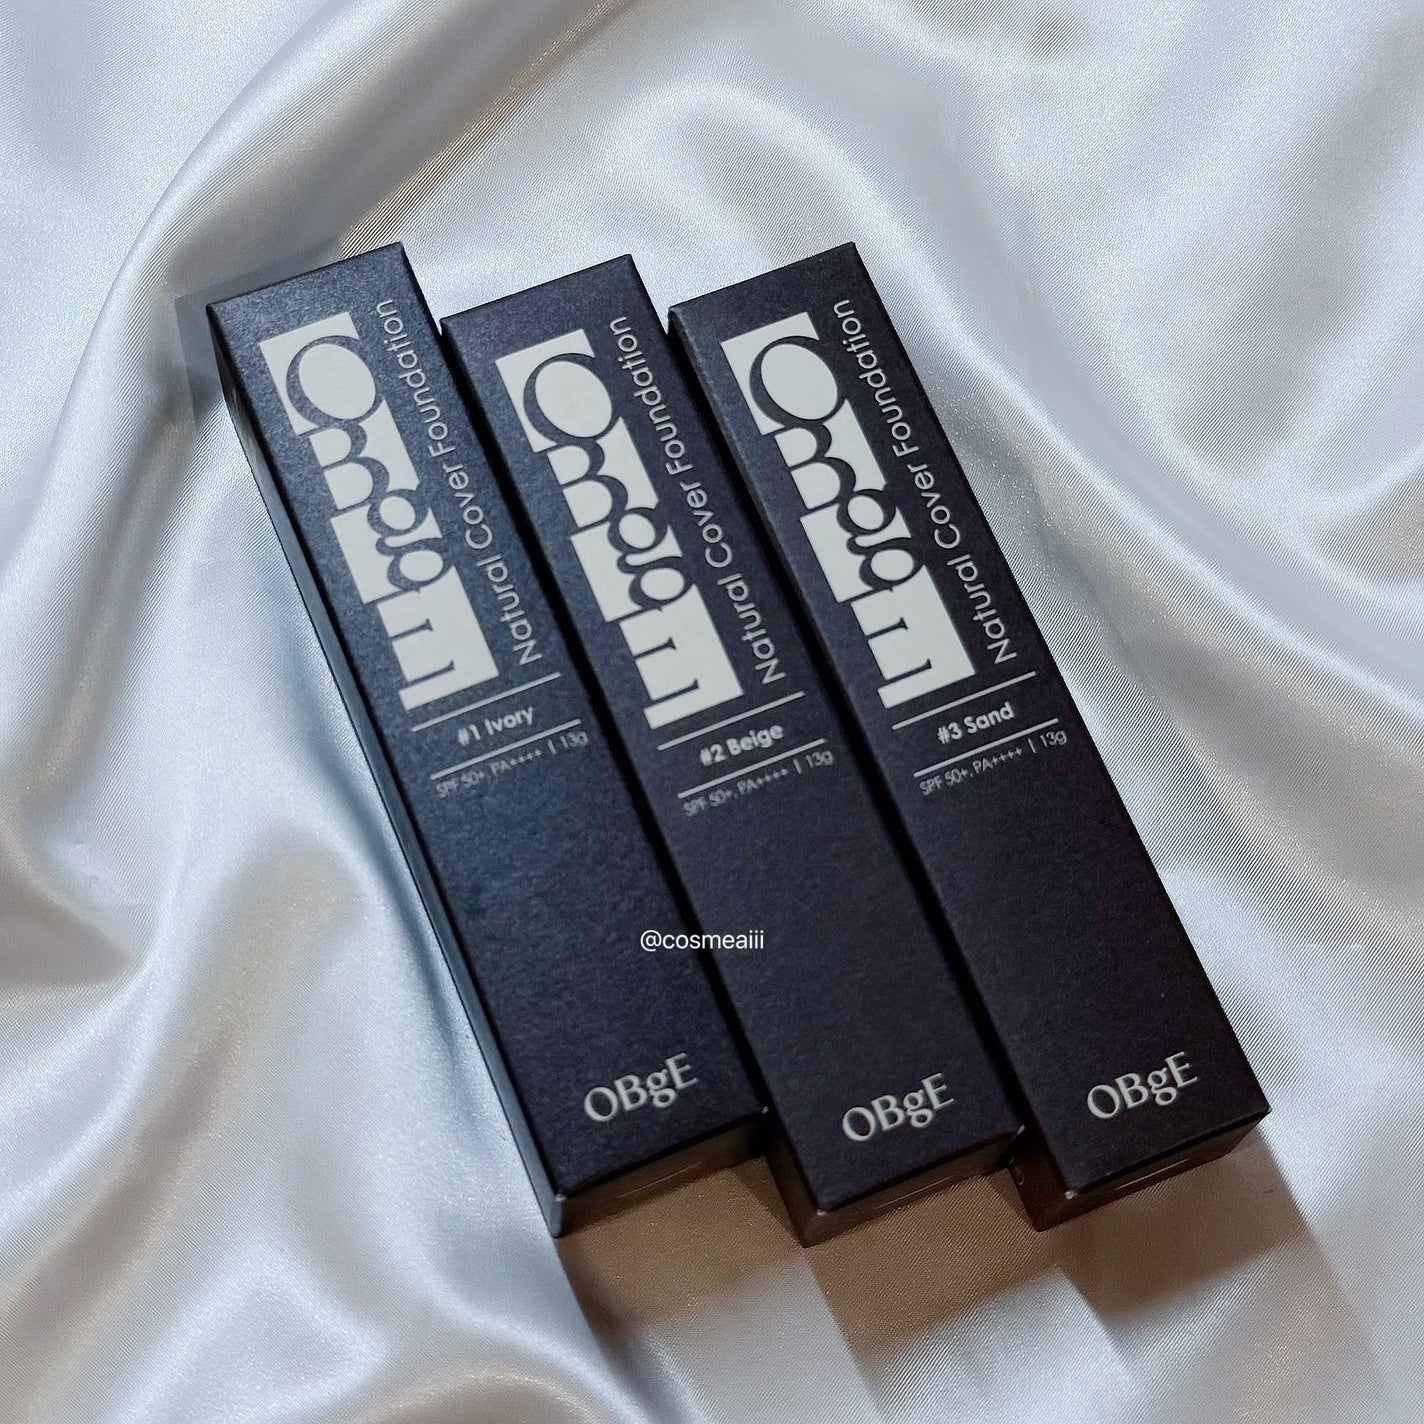 OBgE
Natural Cover Foundation
#1 Ivory
SPF 50+, PA++++ | 13g
OBgE
OBgE
Natural Cover Foundation
#2 Beige
SPF 50+, PA++++ | 13g
OBgE
OBgE
Natural Cover Foundation
#3 Sand
SPF 50+, PA++++ | 13g
OBgE
@cosmeaiii